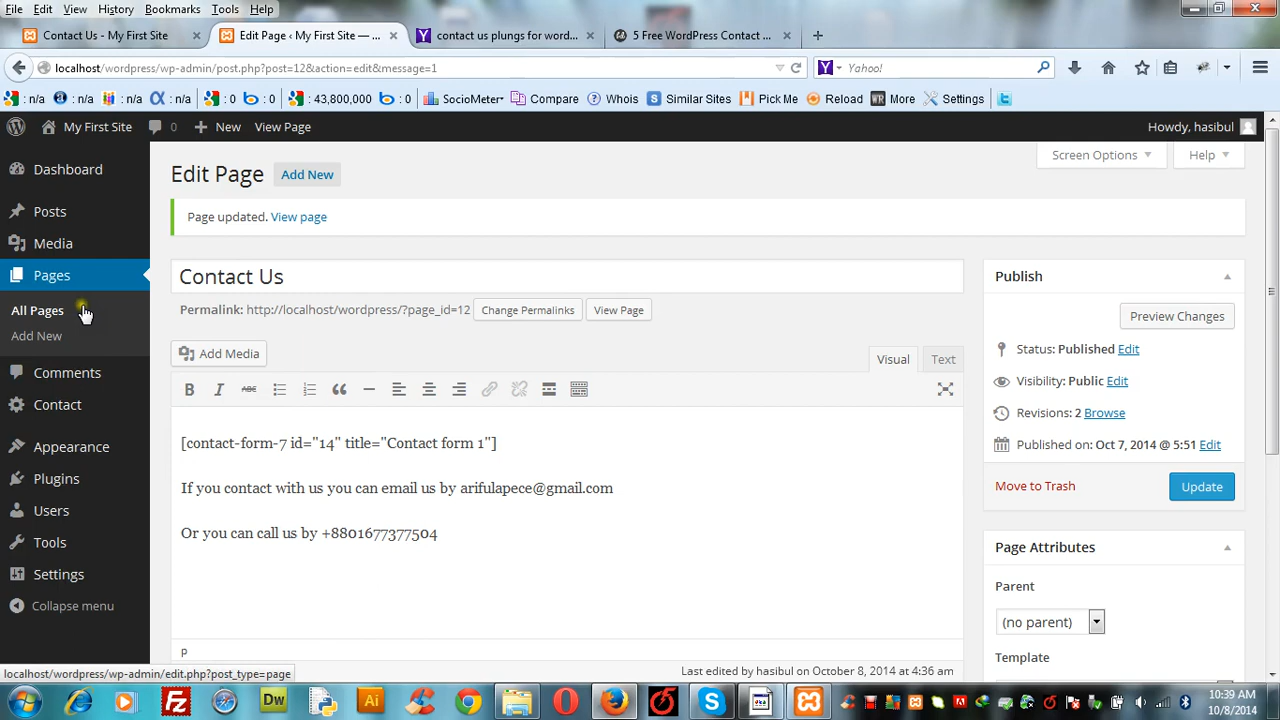 File Edit View History Bookmarks Tools Help
Contact Us - My First Site × Edit Page ‹ My First Site — ... × contact us plungs for word... × 5 Free WordPress Contact ... × +
localhost/wordpress/wp-admin/post.php?post=12&action=edit&message=1 Yahoo!
: n/a : n/a : n/a : n/a : 0 : 0 : 43,800,000 : 0 SocioMeter Compare Whois Similar Sites Pick Me Reload WR More Settings
My First Site 0 + New View Page Howdy, hasibul
Dashboard
Posts
Media
Pages
All Pages
Add New
Comments
Contact
Appearance
Plugins
Users
Tools
Settings
Collapse menu
Screen Options Help
Edit Page Add New
Page updated. View page
Contact Us
Permalink: http://localhost/wordpress/?page_id=12 Change Permalinks View Page
Add Media Visual Text
B I ABC
[contact-form-7 id="14" title="Contact form 1"]
If you contact with us you can email us by arifulapece@gmail.com
Or you can call us by +8801677377504
p
Last edited by hasibul on October 8, 2014 at 4:36 am
Publish
Preview Changes
Status: Published Edit
Visibility: Public Edit
Revisions: 2 Browse
Published on: Oct 7, 2014 @ 5:51 Edit
Move to Trash Update
Page Attributes
Parent
(no parent)
Template
localhost/wordpress/wp-admin/edit.php?post_type=page
Dw Ai
10:39 AM
10/8/2014